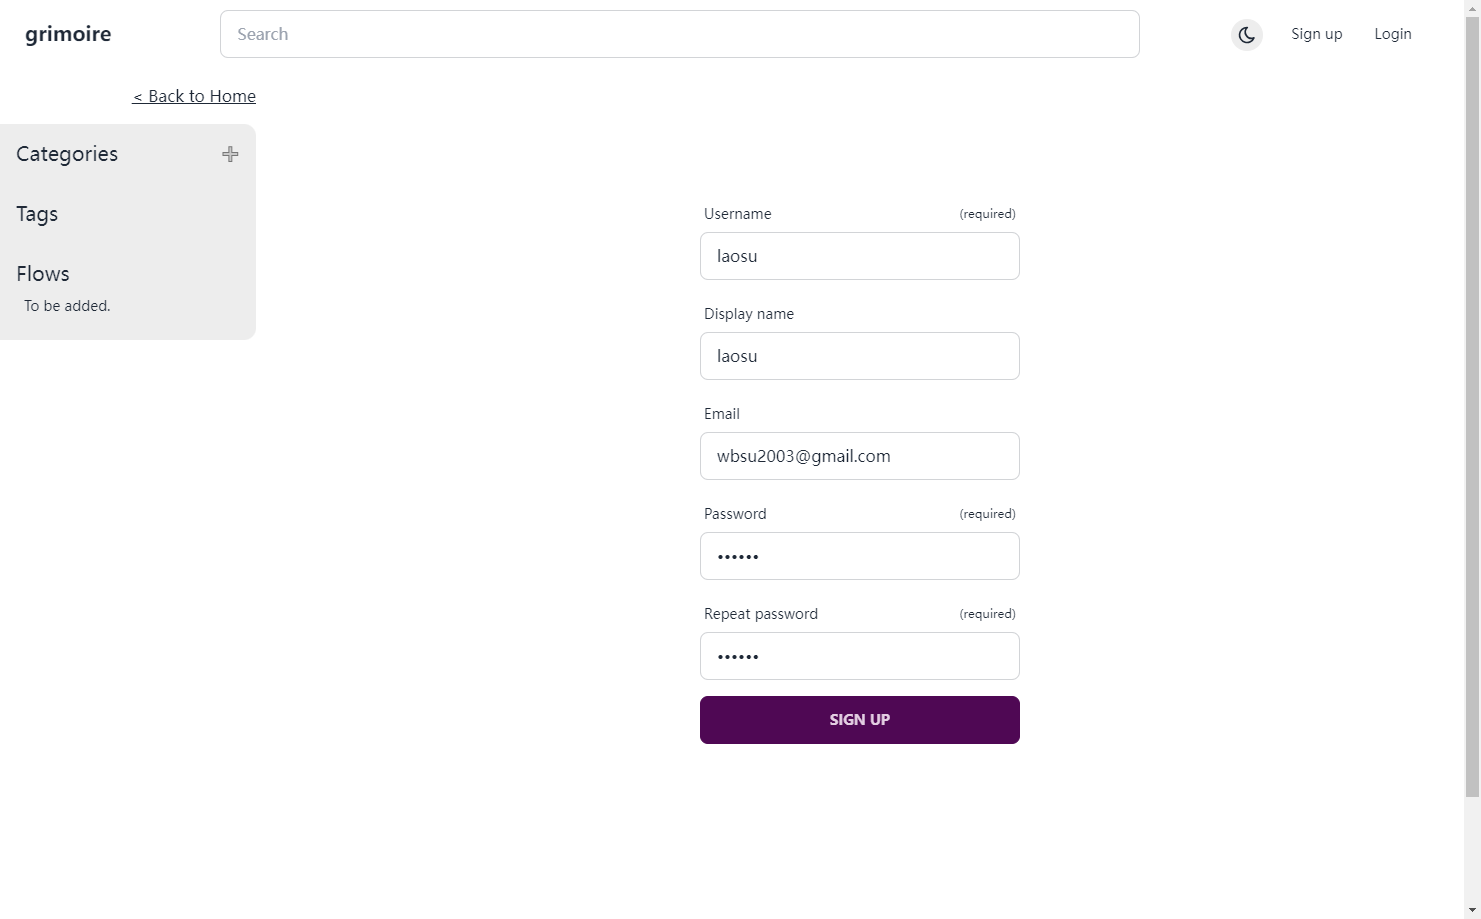 grimoire
Search
Sign up
Login
< Back to Home
Categories
Tags
Flows
To be added.
Username (required)
laosu
Display name
laosu
Email
wbsu2003@gmail.com
Password (required)
••••••
Repeat password (required)
••••••
SIGN UP